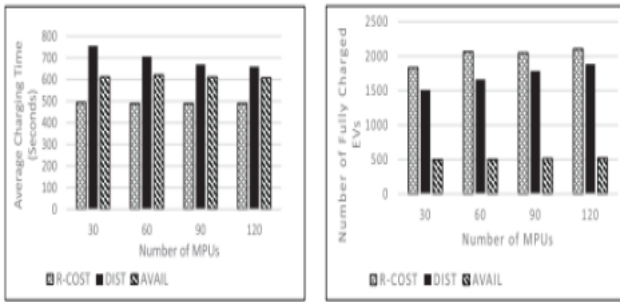 Average Charging Time
(Seconds)
800
700
600
500
400
300
200
100
0
30 60 90 120
Number of MPUs
R-COST DIST AVAIL
Number of Fully Charged
EVs
2500
2000
1500
1000
500
0
30 60 90 120
Number of MPUs
R-COST DIST AVAIL